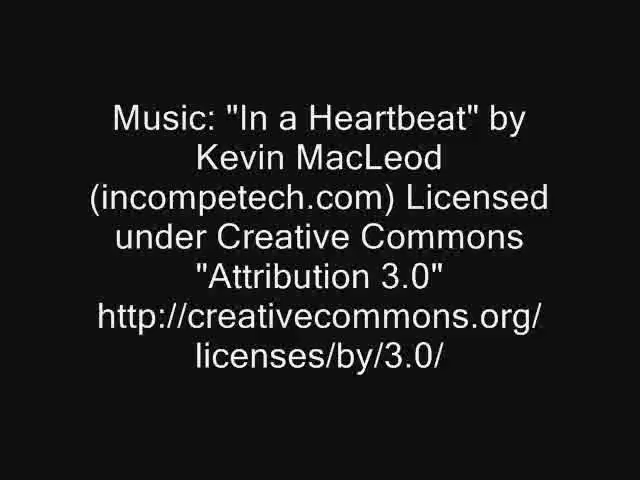 Music: "In a Heartbeat" by
Kevin MacLeod
(incompetech.com) Licensed
under Creative Commons
"Attribution 3.0"
http://creativecommons.org/
licenses/by/3.0/